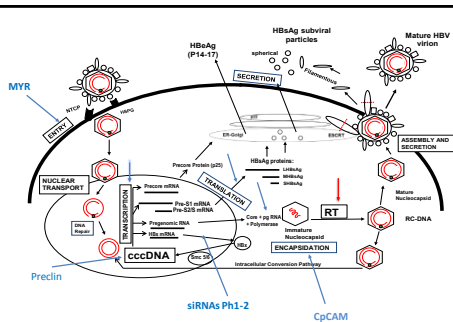 HBsAg subviral
particles
HBeAg
(P14-17)
spherical
Filamentous
Mature HBV
virion
MYR
NTCP
HSPG
SECRETION
ENTRY
ER-Golgi
ESCRT
ASSEMBLY AND
SECRETION
Precore Protein (p25)
HBsAg proteins:
LHBsAg
MHBsAg
SHBsAg
NUCLEAR
TRANSPORT
TRANSCRIPTION
TRANSLATION
Precore mRNA
Pre-S1 mRNA
Pre-S2/S mRNA
Pregenomic RNA
HBx mRNA
Core + pg RNA
+ Polymerase
RT
Mature
Nucleocapsid
RC-DNA
DNA
Repair
Immature
Nucleocapsid
cccDNA
Smc 5/6
HBx
ENCAPSIDATION
Intracellular Conversion Pathway
Preclin
siRNAs Ph1-2
CpCAM